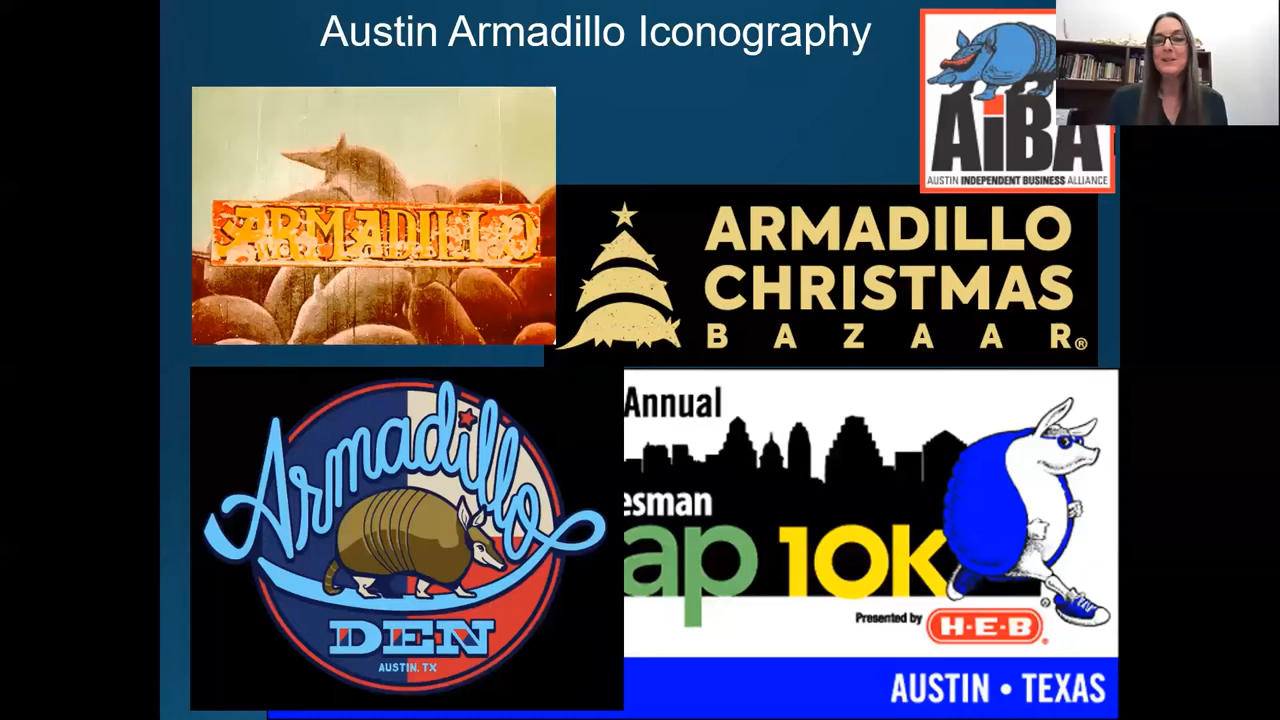 Austin Armadillo Iconography
AiBA
AUSTIN INDEPENDENT BUSINESS ALLIANCE
ARMADILLO
ARMADILLO
CHRISTMAS
BAZAAR®
Armadillo
DEN
AUSTIN, TX
Annual
esman
ap 10K
Presented by H-E-B®
®
AUSTIN • TEXAS